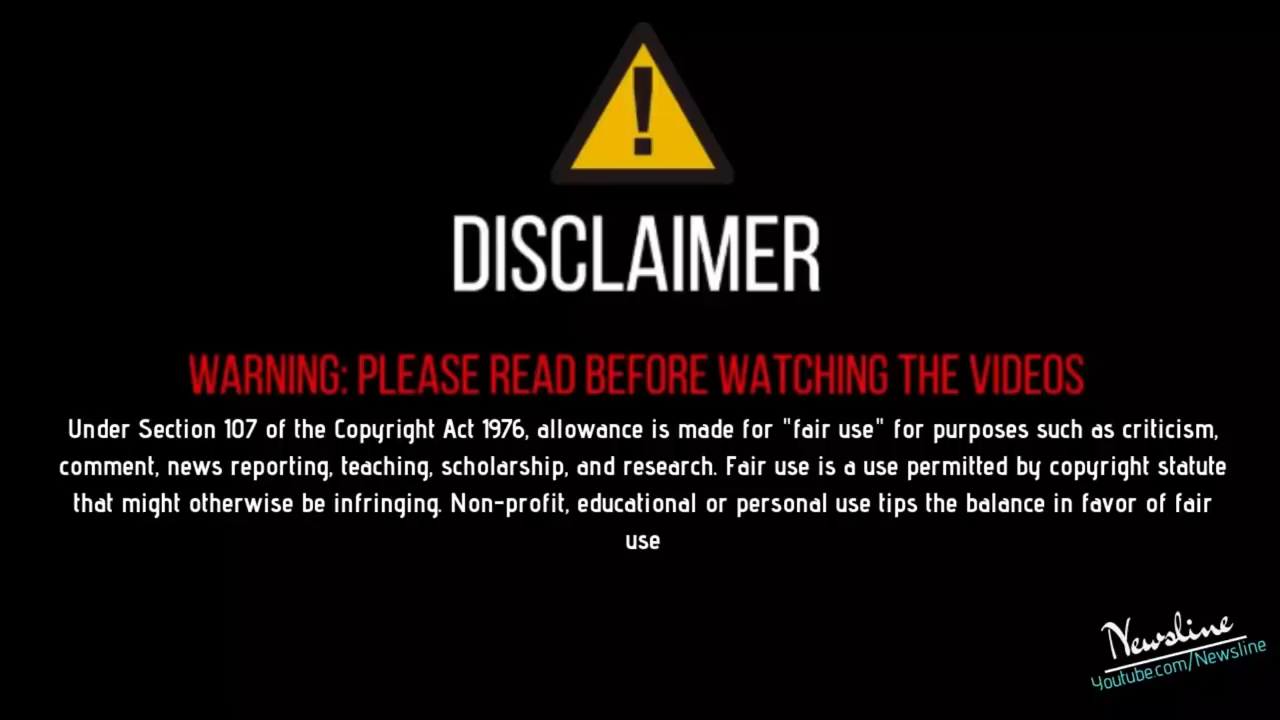 DISCLAIMER
WARNING: PLEASE READ BEFORE WATCHING THE VIDEOS
Under Section 107 of the Copyright Act 1976, allowance is made for "fair use" for purposes such as criticism,
comment, news reporting, teaching, scholarship, and research. Fair use is a use permitted by copyright statute
that might otherwise be infringing. Non-profit, educational or personal use tips the balance in favor of fair
use
Newsline
Youtube.com/Newsline